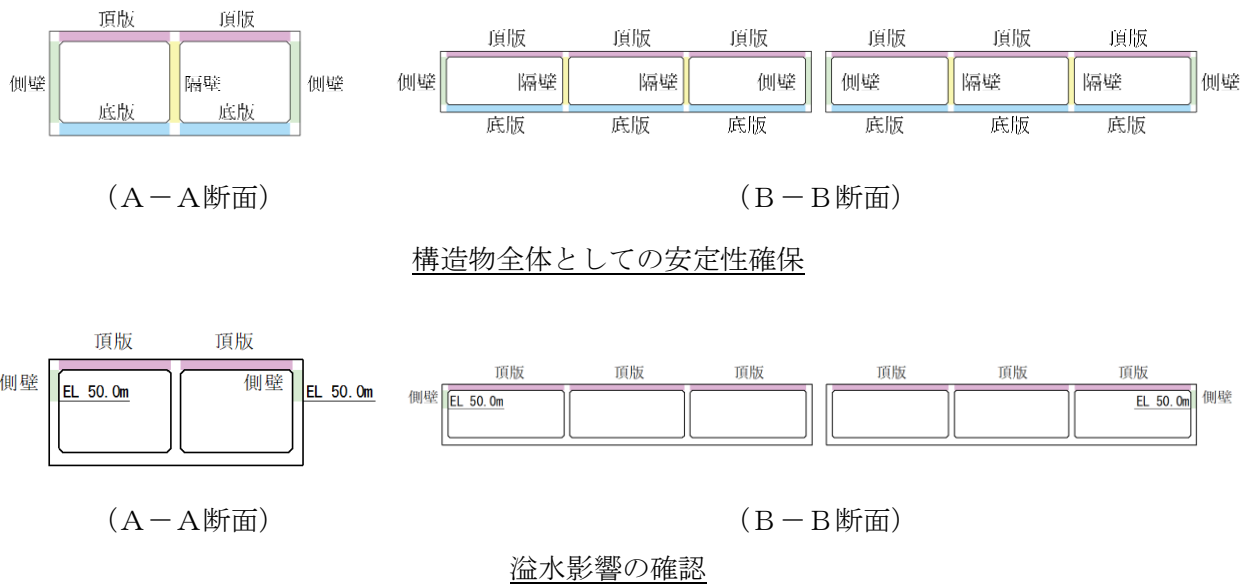 頂版 頂版
頂版 頂版 頂版 頂版 頂版 頂版
側壁 隔壁 側壁
側壁 隔壁 隔壁 側壁 側壁 隔壁 隔壁 側壁
底版 底版
底版 底版 底版 底版 底版 底版
(A-A断面)
(B-B断面)
構造物全体としての安定性確保
頂版 頂版
頂版 頂版 頂版 頂版 頂版 頂版
側壁 EL 50.0m 側壁 EL 50.0m
側壁 EL 50.0m EL 50.0m 側壁
(A-A断面)
(B-B断面)
溢水影響の確認